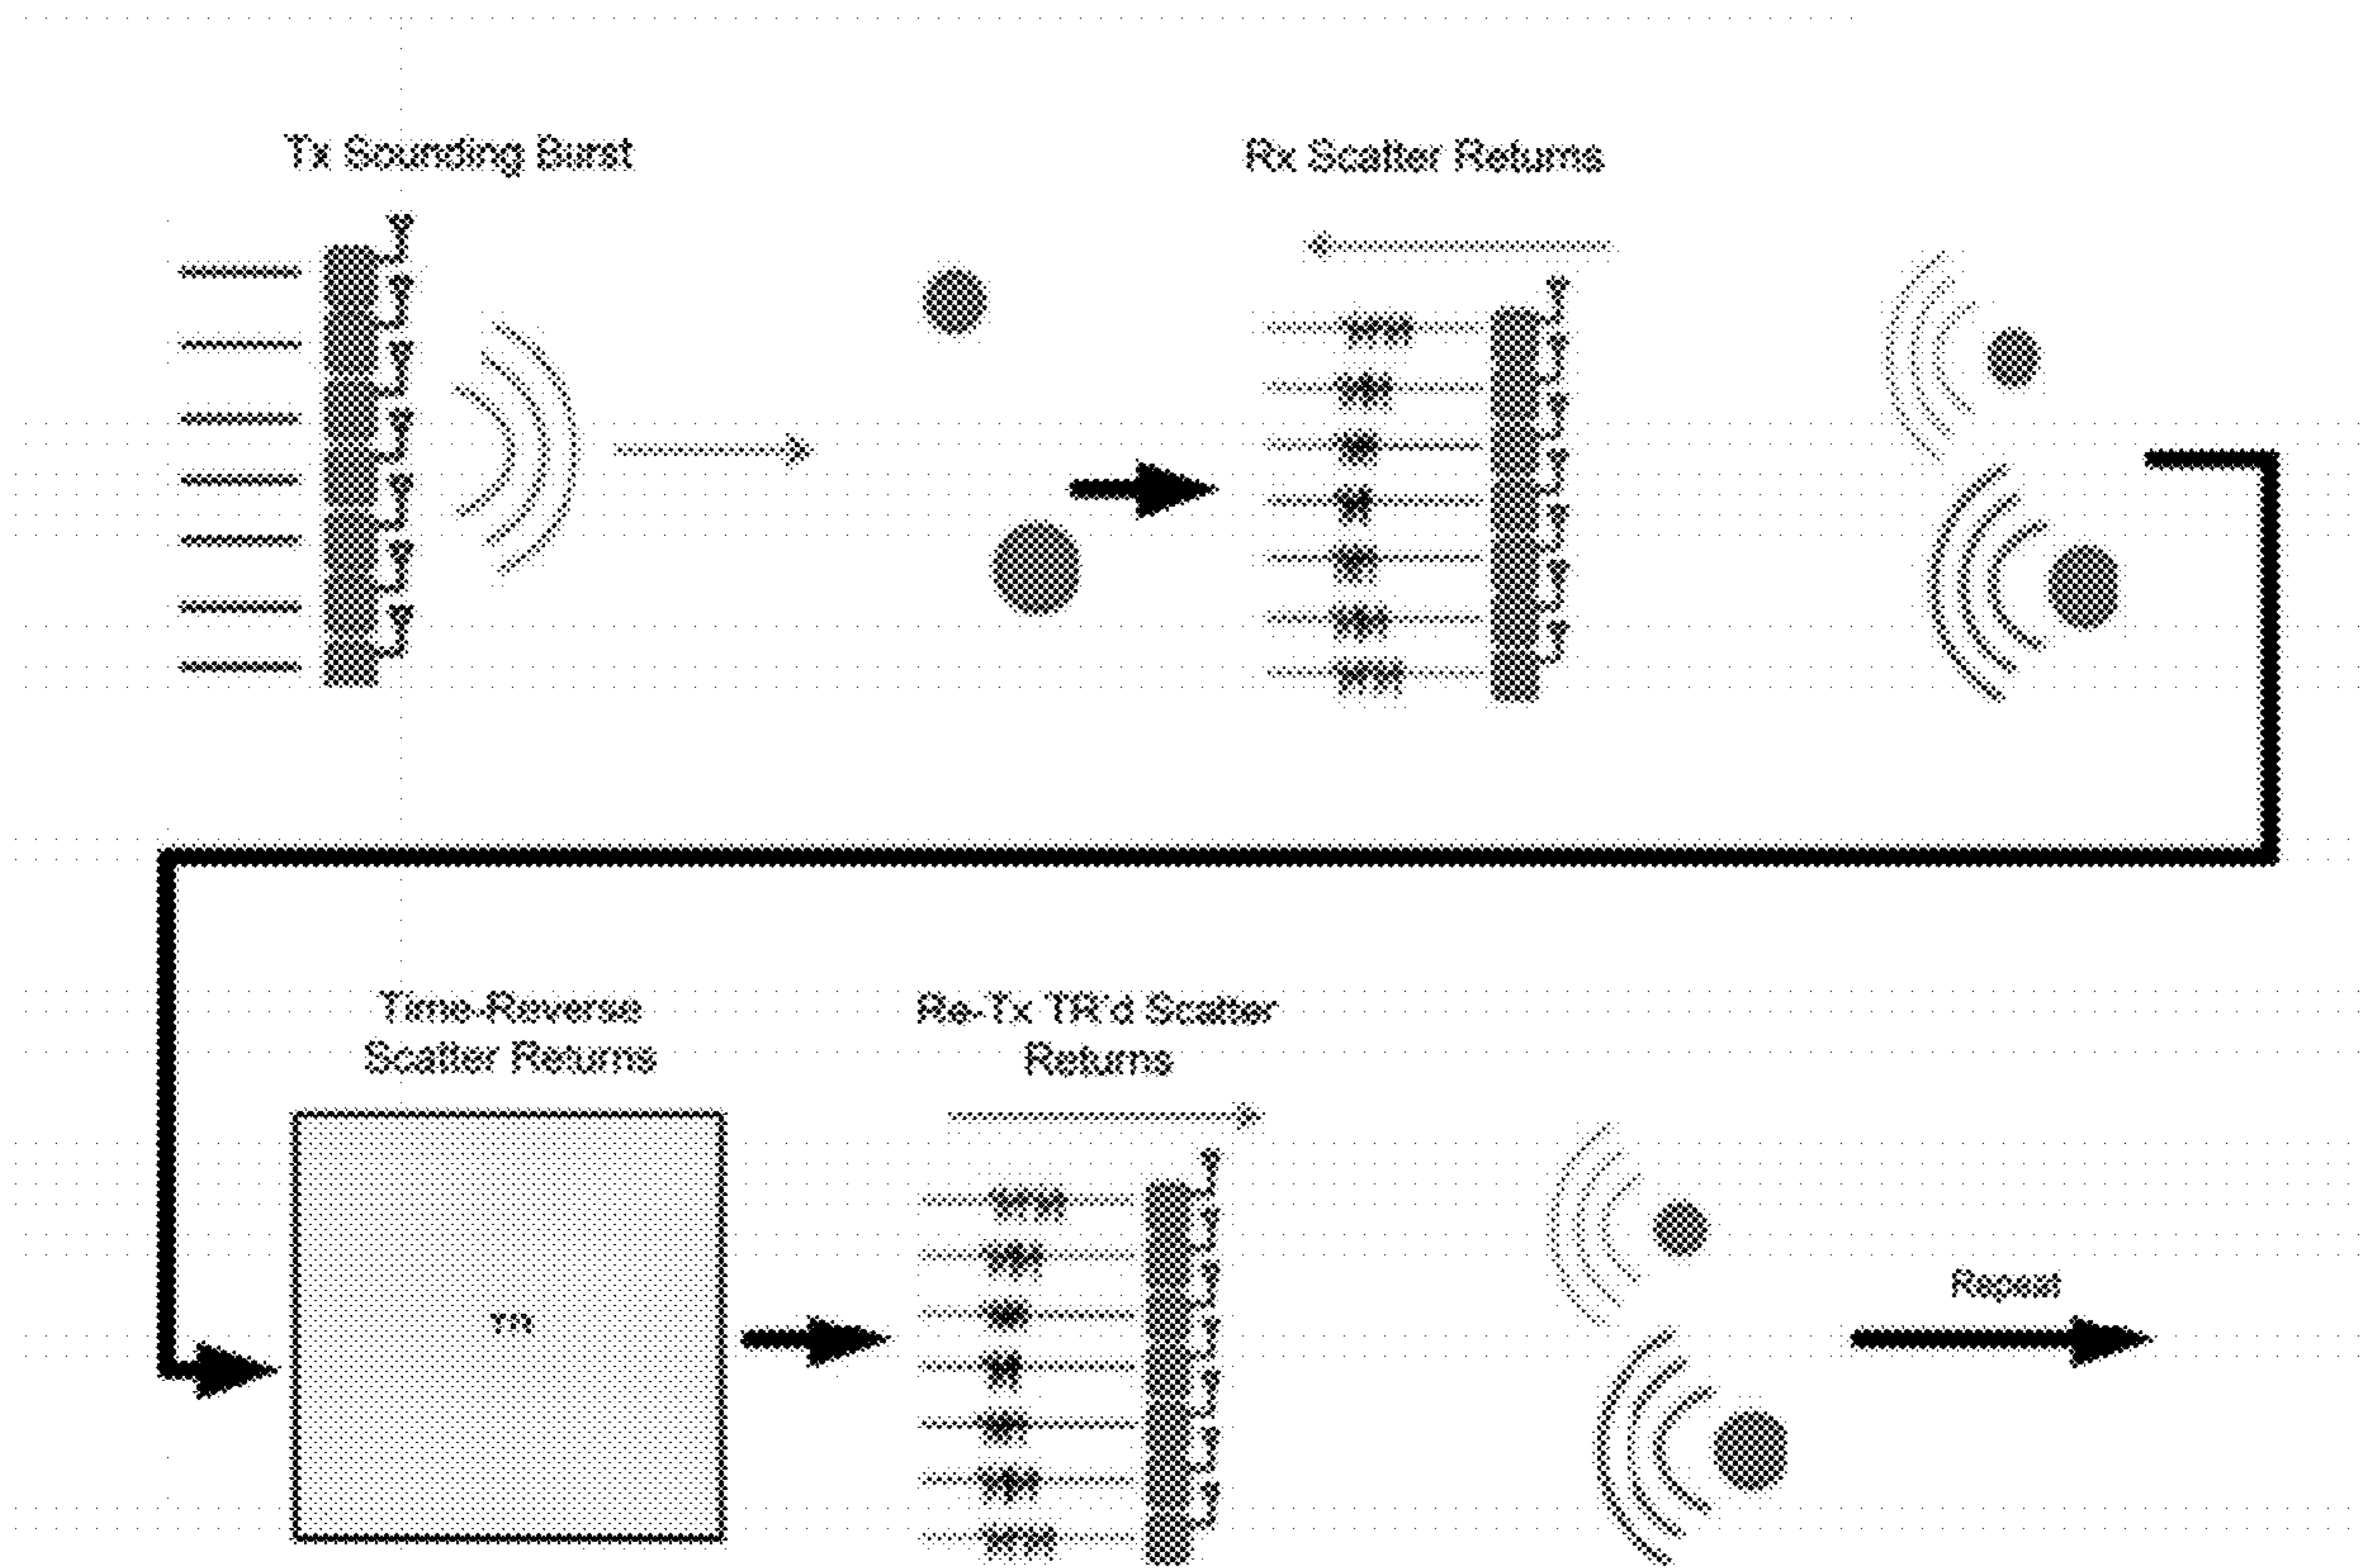 Tx Sounding Burst
Rx Scatter Returns
Time-Reverse
Scatter Returns
Re-Tx TR'd Scatter
Returns
Repeat